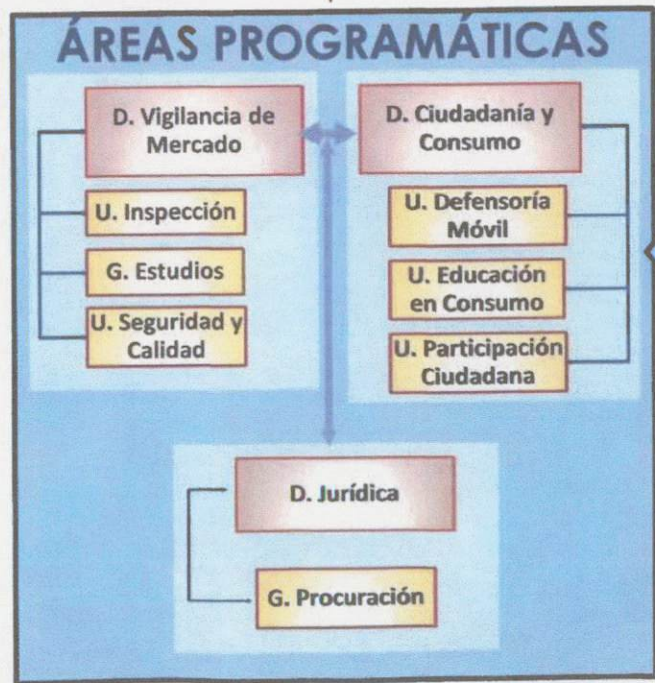 ÁREAS PROGRAMÁTICAS
D. Vigilancia de
Mercado
U. Inspección
G. Estudios
U. Seguridad y
Calidad
D. Ciudadanía y
Consumo
U. Defensoría
Móvil
U. Educación
en Consumo
U. Participación
Ciudadana
D. Jurídica
G. Procuración